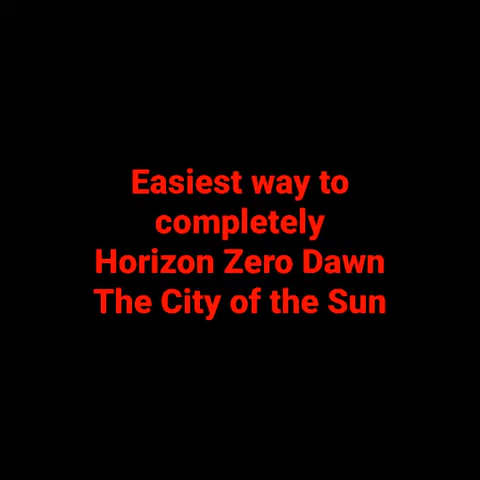 Easiest way to
completely
Horizon Zero Dawn
The City of the Sun